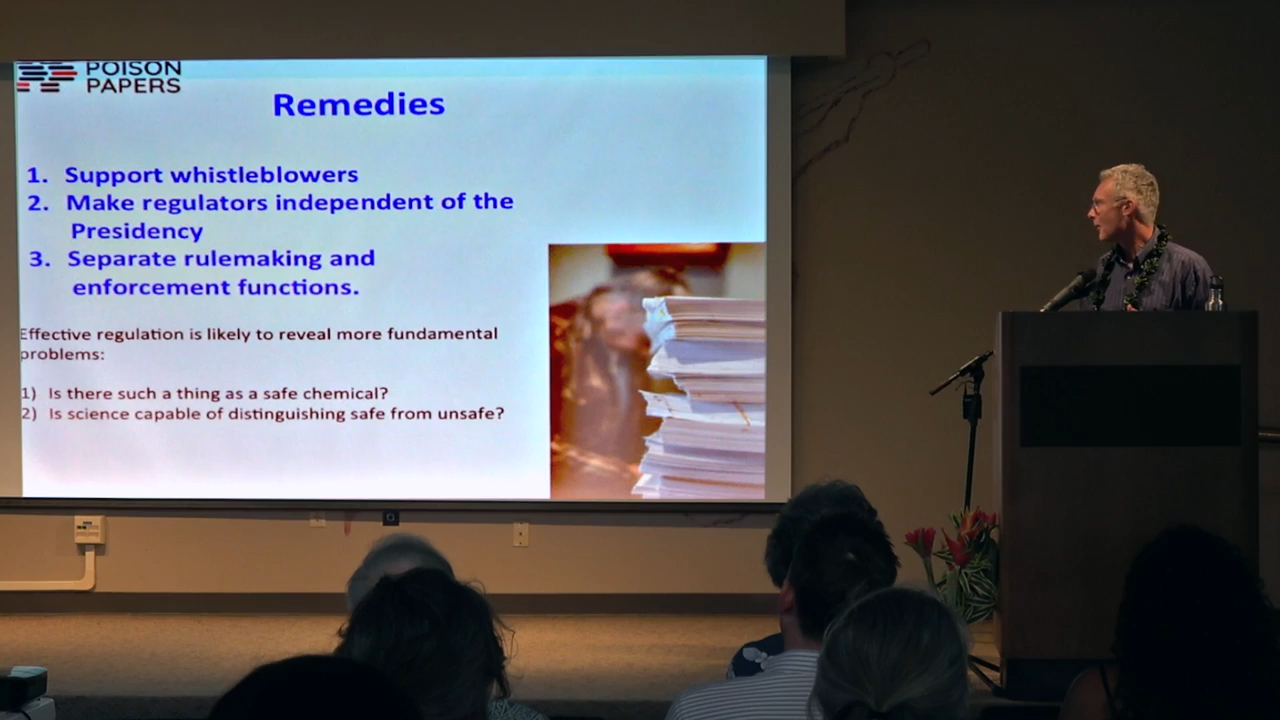 POISON
PAPERS
Remedies
1. Support whistleblowers
2. Make regulators independent of the
Presidency
3. Separate rulemaking and
enforcement functions.
Effective regulation is likely to reveal more fundamental
problems:
1) Is there such a thing as a safe chemical?
2) Is science capable of distinguishing safe from unsafe?